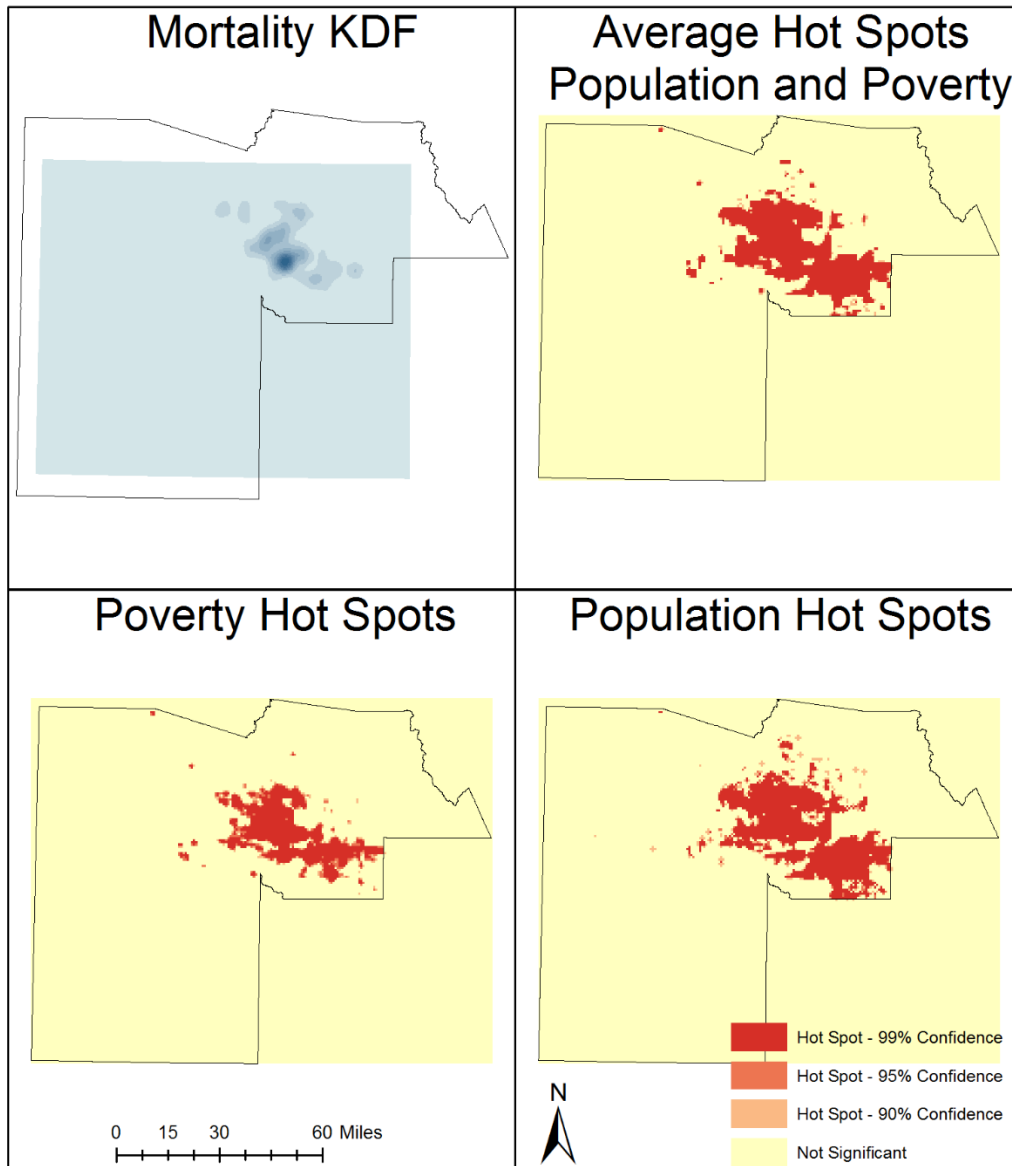 Mortality KDF
Average Hot Spots
Population and Poverty
Poverty Hot Spots
Population Hot Spots
0 15 30 60 Miles
N
Hot Spot - 99% Confidence
Hot Spot - 95% Confidence
Hot Spot - 90% Confidence
Not Significant